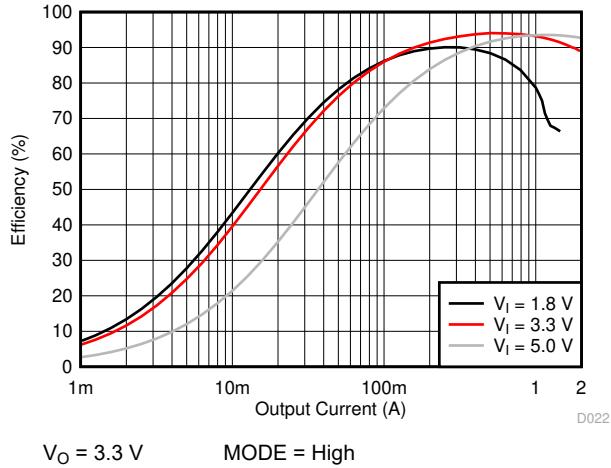 100
90
80
70
60
50
40
30
20
10
0
Efficiency (%)
1m
10m
100m
1
2
Output Current (A)
V_I = 1.8 V
V_I = 3.3 V
V_I = 5.0 V
D022
V_O = 3.3 V MODE = High